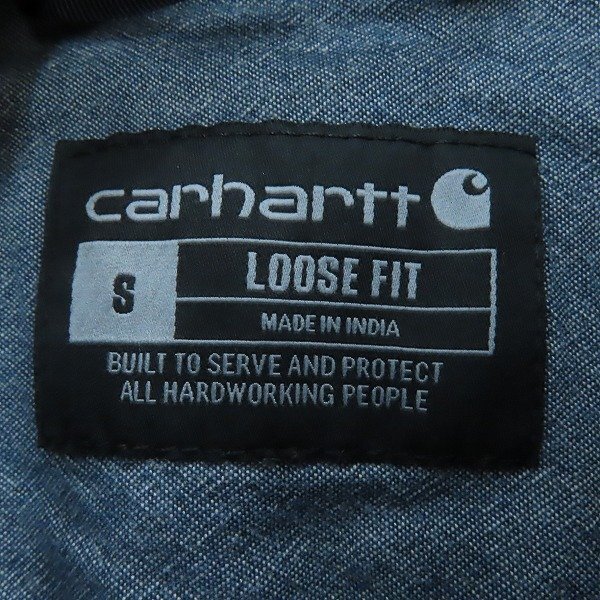 carhartt
S
LOOSE FIT
MADE IN INDIA
BUILT TO SERVE AND PROTECT
ALL HARDWORKING PEOPLE